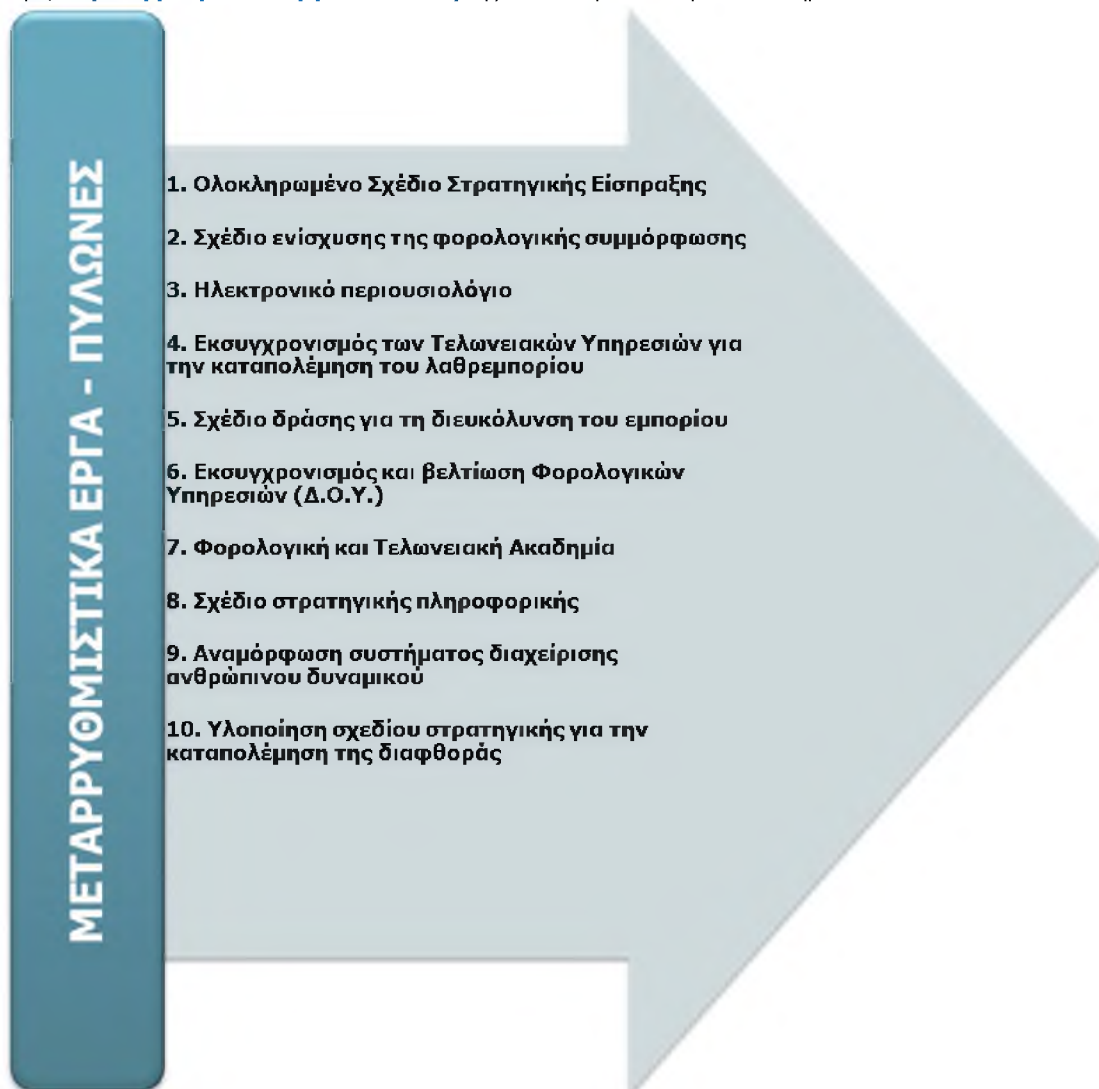 ΜΕΤΑΡΡΥΘΜΙΣΤΙΚΑ ΕΡΓΑ - ΠΥΛΩΝΕΣ
1. Ολοκληρωμένο Σχέδιο Στρατηγικής Είσπραξης
2. Σχέδιο ενίσχυσης της φορολογικής συμμόρφωσης
3. Ηλεκτρονικό περιουσιολόγιο
4. Εκσυγχρονισμός των Τελωνειακών Υπηρεσιών για
την καταπολέμηση του λαθρεμπορίου
5. Σχέδιο δράσης για τη διευκόλυνση του εμπορίου
6. Εκσυγχρονισμός και βελτίωση Φορολογικών
Υπηρεσιών (Δ.Ο.Υ.)
7. Φορολογική και Τελωνειακή Ακαδημία
8. Σχέδιο στρατηγικής πληροφορικής
9. Αναμόρφωση συστήματος διαχείρισης
ανθρώπινου δυναμικού
10. Υλοποίηση σχεδίου στρατηγικής για την
καταπολέμηση της διαφθοράς